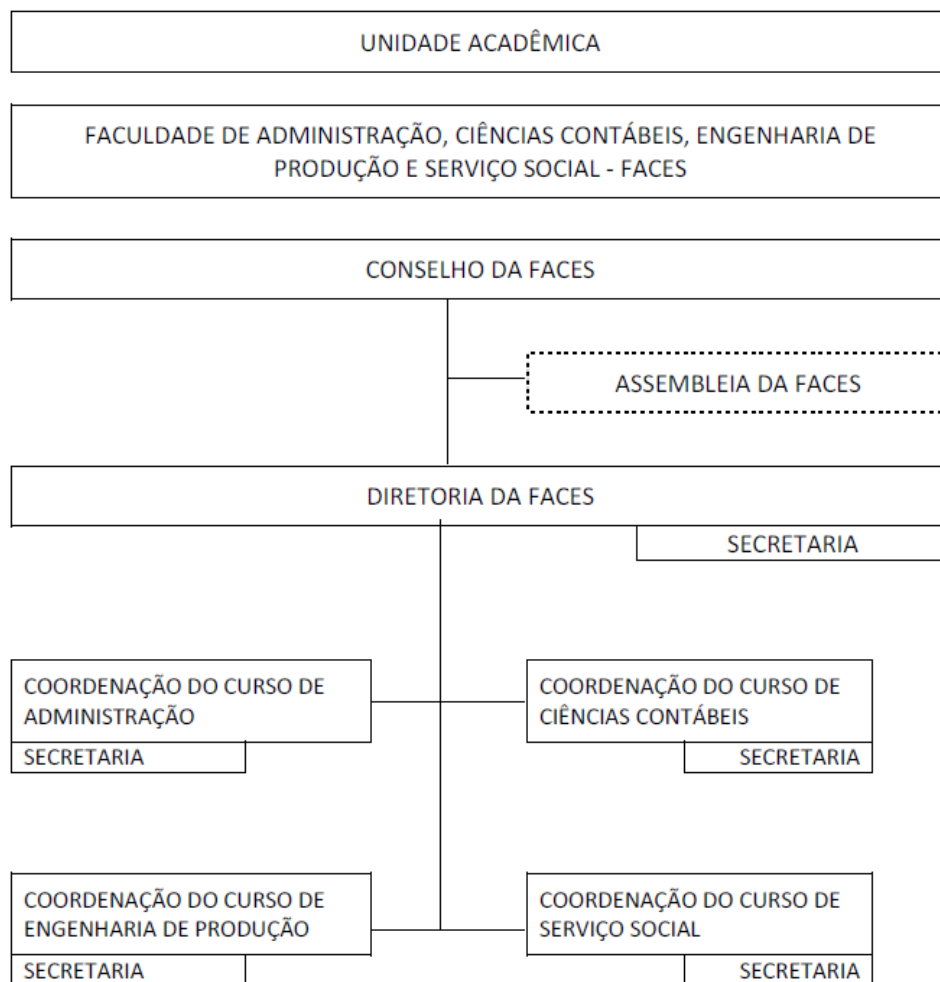 UNIDADE ACADÊMICA
FACULDADE DE ADMINISTRAÇÃO, CIÊNCIAS CONTÁBEIS, ENGENHARIA DE
PRODUÇÃO E SERVIÇO SOCIAL - FACES
CONSELHO DA FACES
ASSEMBLEIA DA FACES
DIRETORIA DA FACES
SECRETARIA
COORDENAÇÃO DO CURSO DE
ADMINISTRAÇÃO
SECRETARIA
COORDENAÇÃO DO CURSO DE
CIÊNCIAS CONTÁBEIS
SECRETARIA
COORDENAÇÃO DO CURSO DE
ENGENHARIA DE PRODUÇÃO
SECRETARIA
COORDENAÇÃO DO CURSO DE
SERVIÇO SOCIAL
SECRETARIA